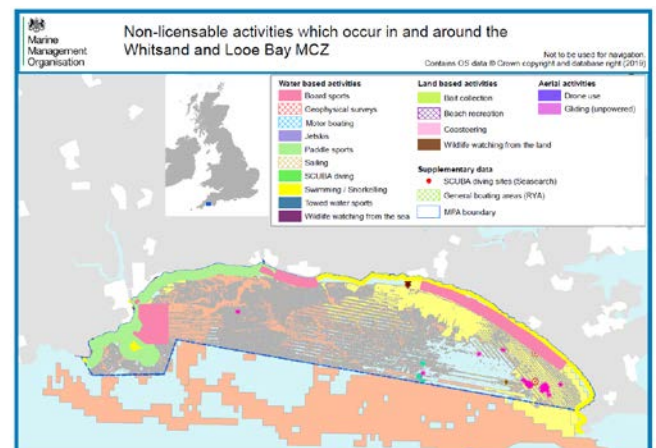 Marine
Management
Organisation
Non-licensable activities which occur in and around the
Whitsand and Looe Bay MCZ
Not to be used for navigation.
Contains OS data © Crown copyright and database right (2019)
Water based activities
Board sports
Geophysical surveys
Motor boating
Jetskis
Paddle sports
Sailing
SCUBA diving
Swimming / Snorkelling
Towed water sports
Wildlife watching from the sea
Land based activities
Bait collection
Beach recreation
Coasteering
Wildlife watching from the land
Aerial activities
Drone use
Gliding (unpowered)
Supplementary data
SCUBA diving sites (Seasearch)
General boating areas (RYA)
MPA boundary